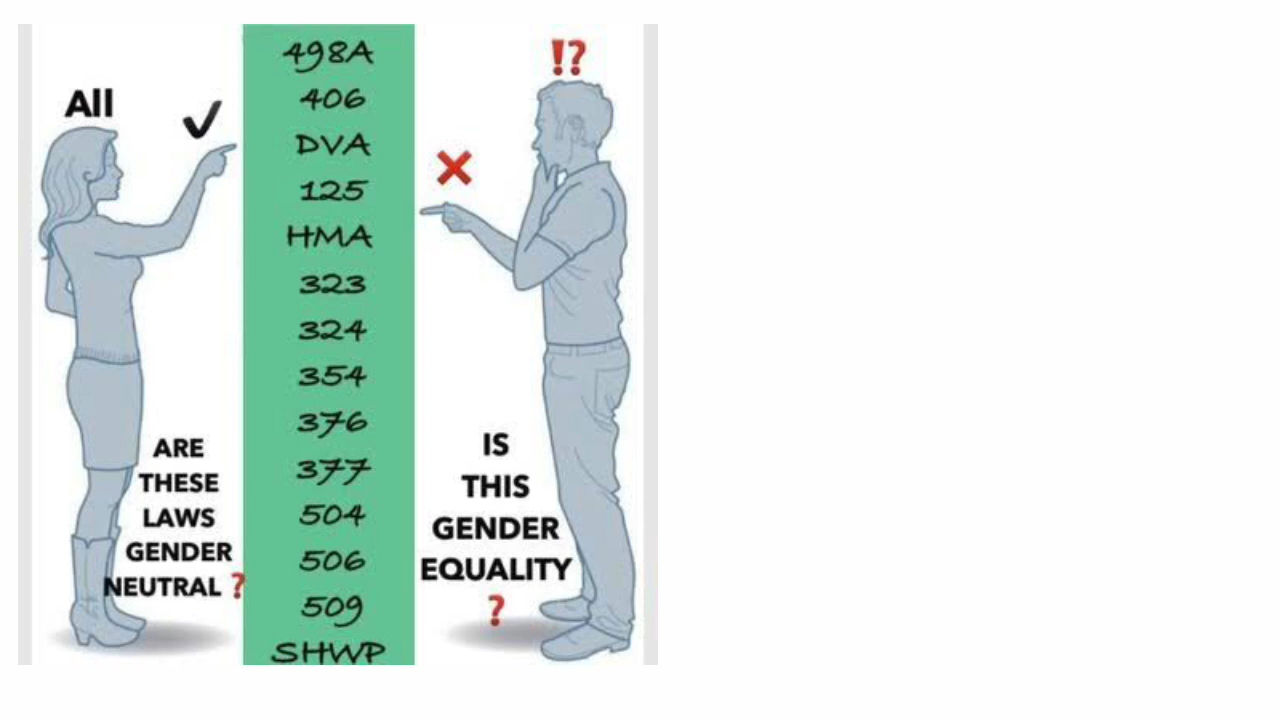 All
498A
406
DVA
125
HMA
323
324
354
376
377
504
506
509
SHWP
ARE
THESE
LAWS
GENDER
NEUTRAL ?
IS
THIS
GENDER
EQUALITY
?
⁉